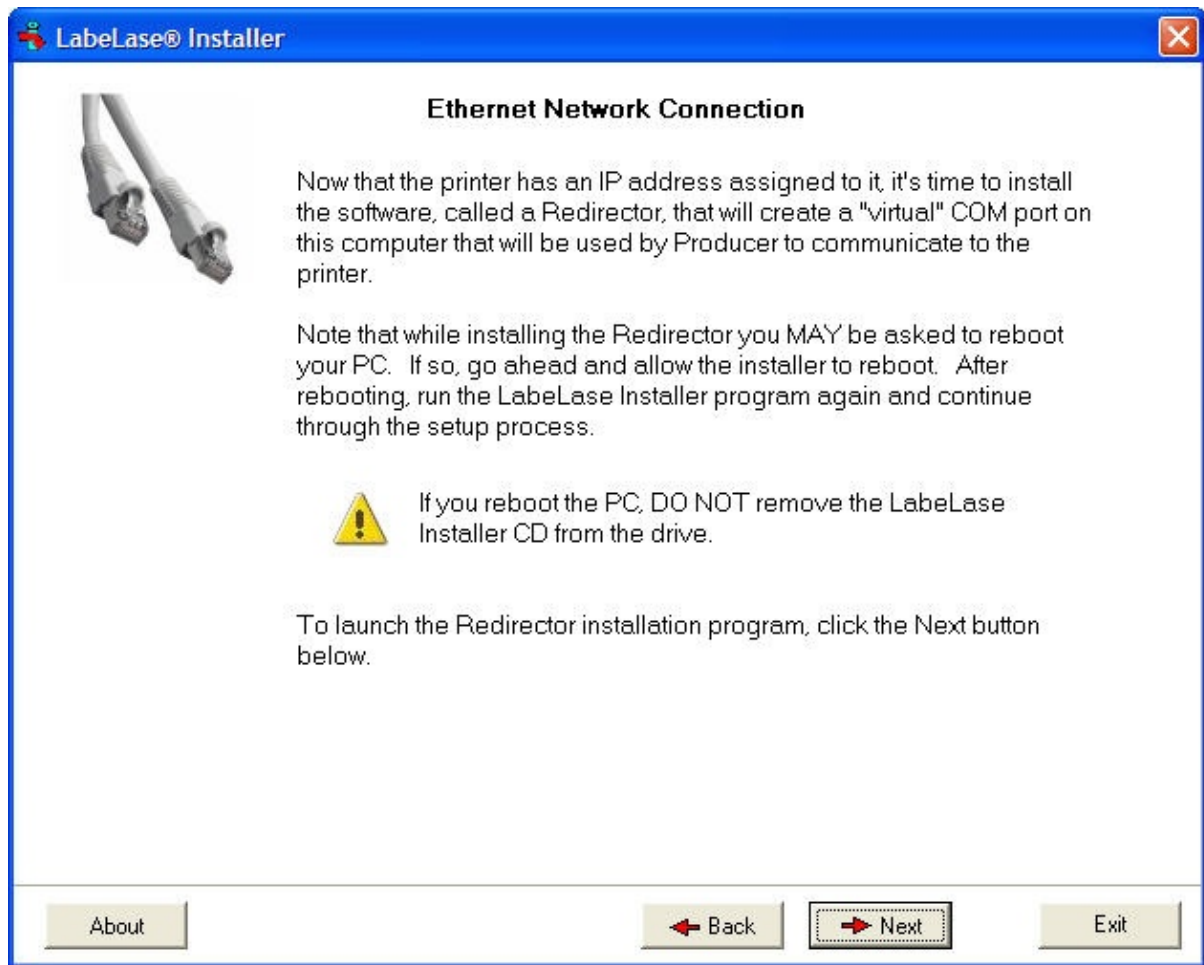 LabeLase® Installer
Ethernet Network Connection
Now that the printer has an IP address assigned to it, it's time to install
the software, called a Redirector, that will create a "virtual" COM port on
this computer that will be used by Producer to communicate to the
printer.
Note that while installing the Redirector you MAY be asked to reboot
your PC.  If so, go ahead and allow the installer to reboot.  After
rebooting, run the LabeLase Installer program again and continue
through the setup process.
If you reboot the PC, DO NOT remove the LabeLase
Installer CD from the drive.
To launch the Redirector installation program, click the Next button
below.
About
Back
Next
Exit